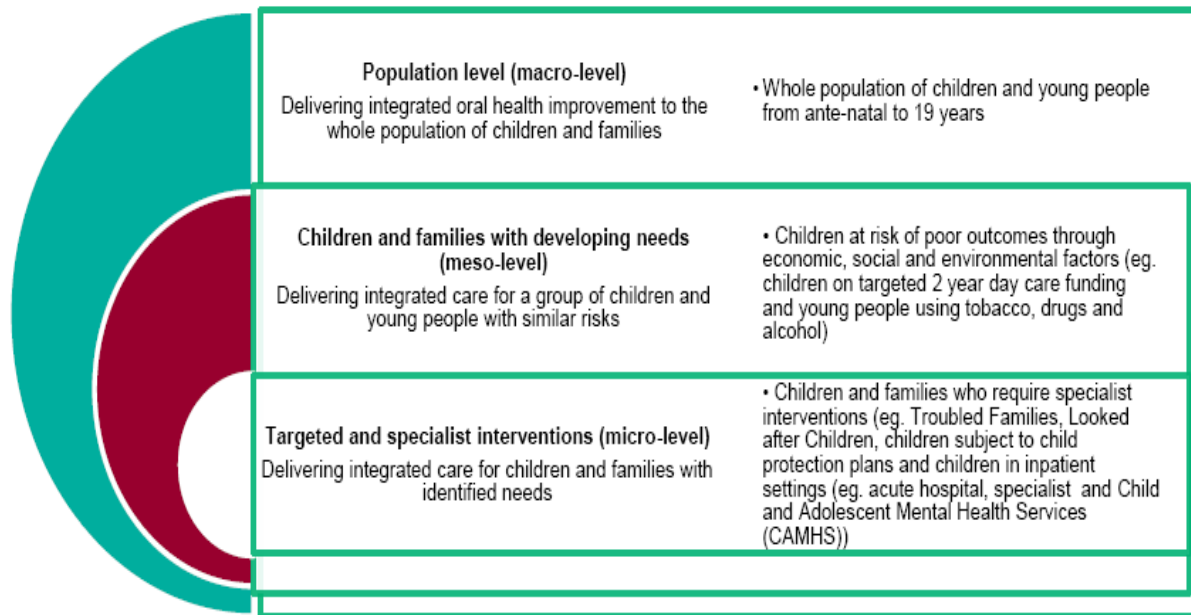 Population level (macro-level)
Delivering integrated oral health improvement to the
whole population of children and families
• Whole population of children and young people
from ante-natal to 19 years
Children and families with developing needs
(meso-level)
Delivering integrated care for a group of children and
young people with similar risks
• Children at risk of poor outcomes through
economic, social and environmental factors (eg.
children on targeted 2 year day care funding
and young people using tobacco, drugs and
alcohol)
Targeted and specialist interventions (micro-level)
Delivering integrated care for children and families with
identified needs
• Children and families who require specialist
interventions (eg. Troubled Families, Looked
after Children, children subject to child
protection plans and children in inpatient
settings (eg. acute hospital, specialist and Child
and Adolescent Mental Health Services
(CAMHS))